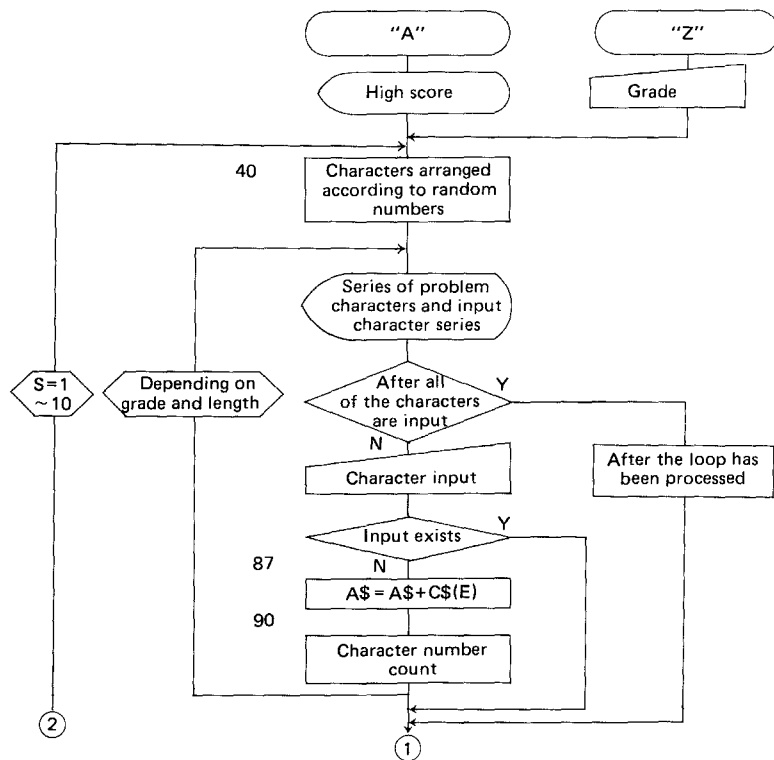 "A"
"Z"
High score
Grade
40
Characters arranged
according to random
numbers
Series of problem
characters and input
character series
S=1
~10
Depending on
grade and length
After all
of the characters
are input
Y
N
Character input
After the loop has
been processed
Input exists
Y
87
N
A$ = A$+C$(E)
90
Character number
count
2
1